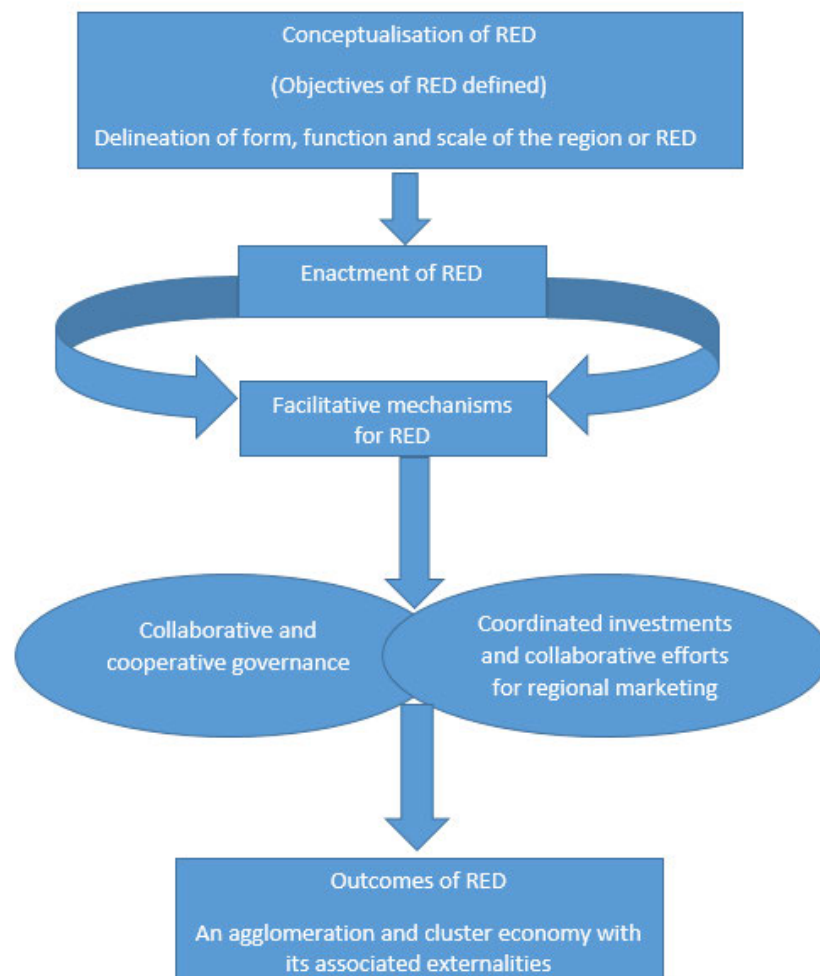 Conceptualisation of RED
(Objectives of RED defined)
Delineation of form, function and scale of the region or RED
Enactment of RED
Facilitative mechanisms
for RED
Collaborative and
cooperative governance
Coordinated investments
and collaborative efforts
for regional marketing
Outcomes of RED
An agglomeration and cluster economy with
its associated externalities